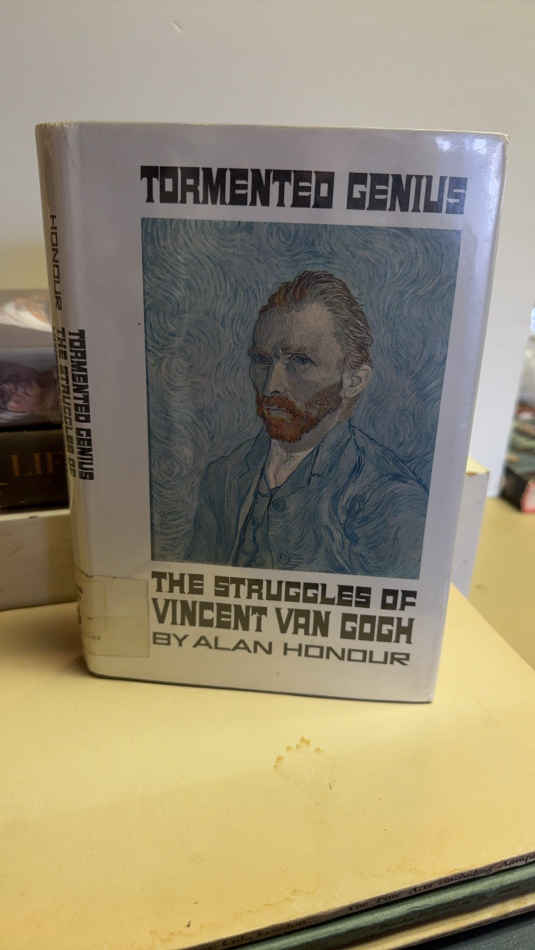 TORMENTED GENIUS
THE STRUGGLES OF
VINCENT VAN GOGH
BY ALAN HONOUR
HONOUR
TORMENTED GENIUS
THE STRUGGLES OF